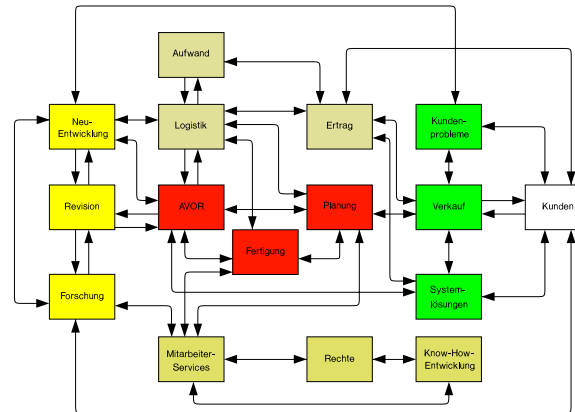 Aufwand
Neu-
Entwicklung
Logistik
Ertrag
Kunden-
probleme
Revision
AVOR
Planung
Verkauf
Kunden
Fertigung
Forschung
System-
lösungen
Mitarbeiter-
Services
Rechte
Know-How-
Entwicklung